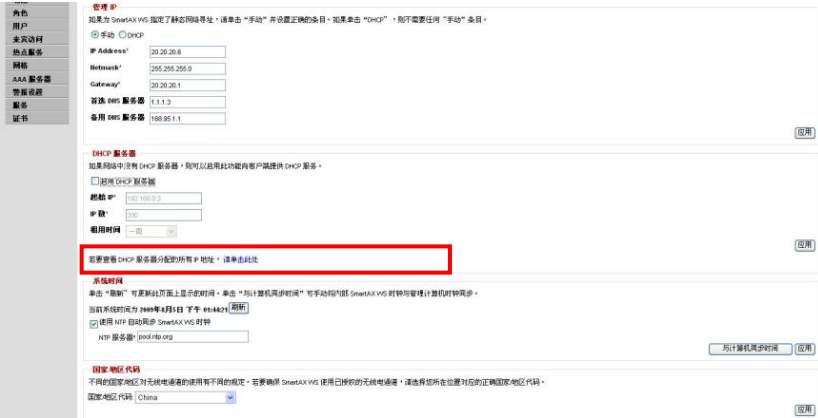 角色
用户
来宾访问
热点服务
网格
AAA 服务器
警报设置
服务
证书
管理 IP
如果为 SmartAX WS 指定了静态网络寻址，请单击“手动”并设置正确的条目。如果单击“DHCP”，则不需要任何“手动”条目。
手动 DHCP
IP Address* 20.20.20.6
Netmask* 255.255.255.0
Gateway* 20.20.20.1
首选 DNS 服务器 1.1.1.3
备用 DNS 服务器 168.95.1.1
应用
DHCP 服务器
如果网络中没有 DHCP 服务器，则可以启用此功能向客户端提供 DHCP 服务。
启用 DHCP 服务器
起始 IP* 192.168.0.3
IP 数* 200
租用时间 一周
应用
若要查看 DHCP 服务器分配的所有 IP 地址，请单击此处
系统时间
单击“刷新”可更新此页面上显示的时间。单击“与计算机同步时间”可手动将内部 SmartAX WS 时钟与管理计算机时钟同步。
当前系统时间为 2009年8月5日 下午 01:44:21 刷新
使用 NTP 自动同步 SmartAX WS 时钟
NTP 服务器* pool.ntp.org
与计算机同步时间 应用
国家/地区代码
不同的国家/地区对无线电通道的使用有不同的规定。若要确保 SmartAX WS 使用已授权的无线电通道，请选择您所在位置对应的正确国家/地区代码。
国家/地区代码 China
应用